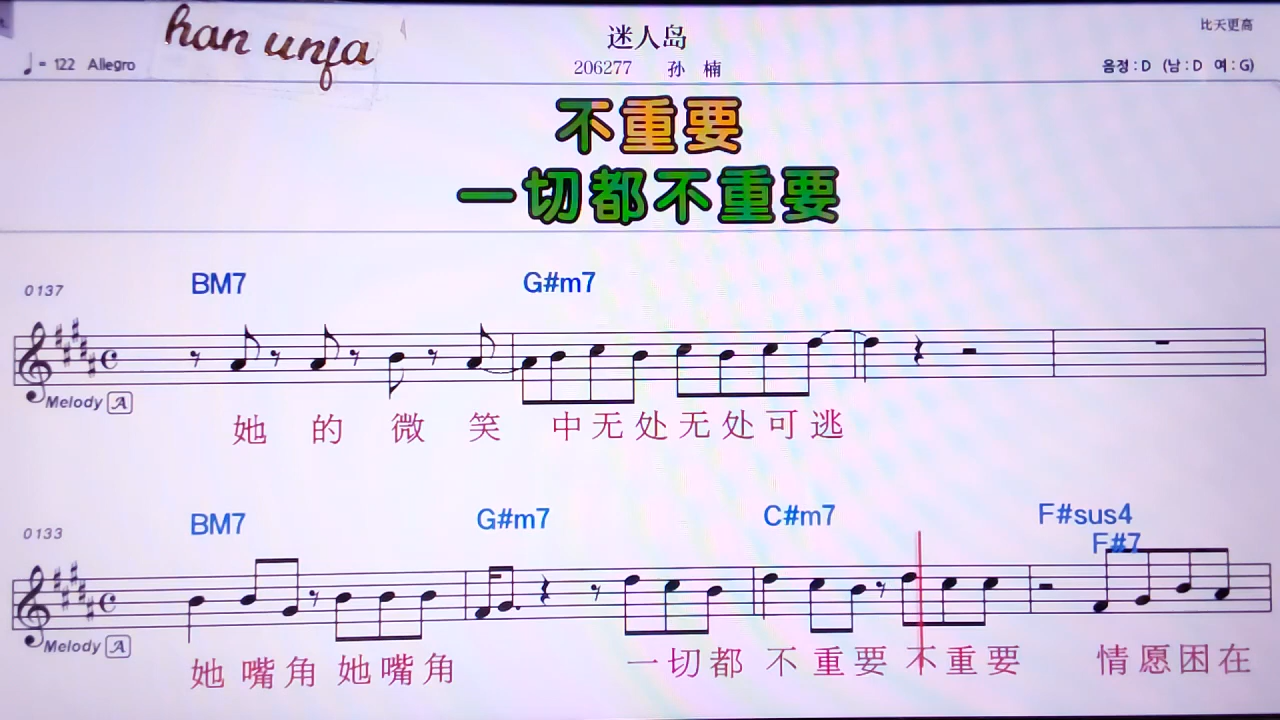 han unfa
迷人岛
比天更高
♩= 122 Allegro
206277 孙 楠
음정 : D (남 : D 여 : G)
不重要
一切都不重要
0137
BM7 G#m7
Melody A
她 的 微 笑 中 无 处 无 处 可 逃
0133
BM7 G#m7 C#m7 F#sus4
F#7
Melody A
她 嘴 角 她 嘴 角 一 切 都 不 重 要 不 重 要 情 愿 困 在